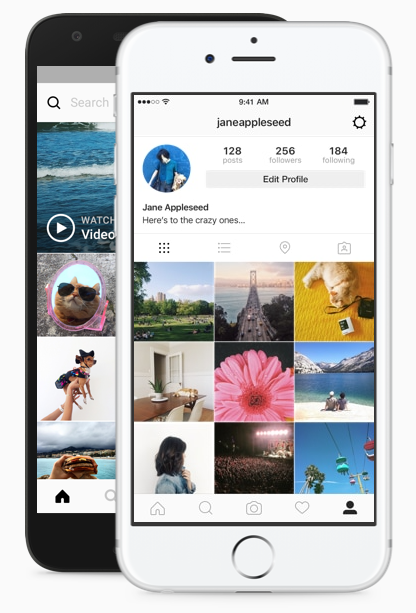 Search
WATCH
Video
9:41 AM
janeappleseed
128
posts
256
followers
184
following
Edit Profile
Jane Appleseed
Here's to the crazy ones...